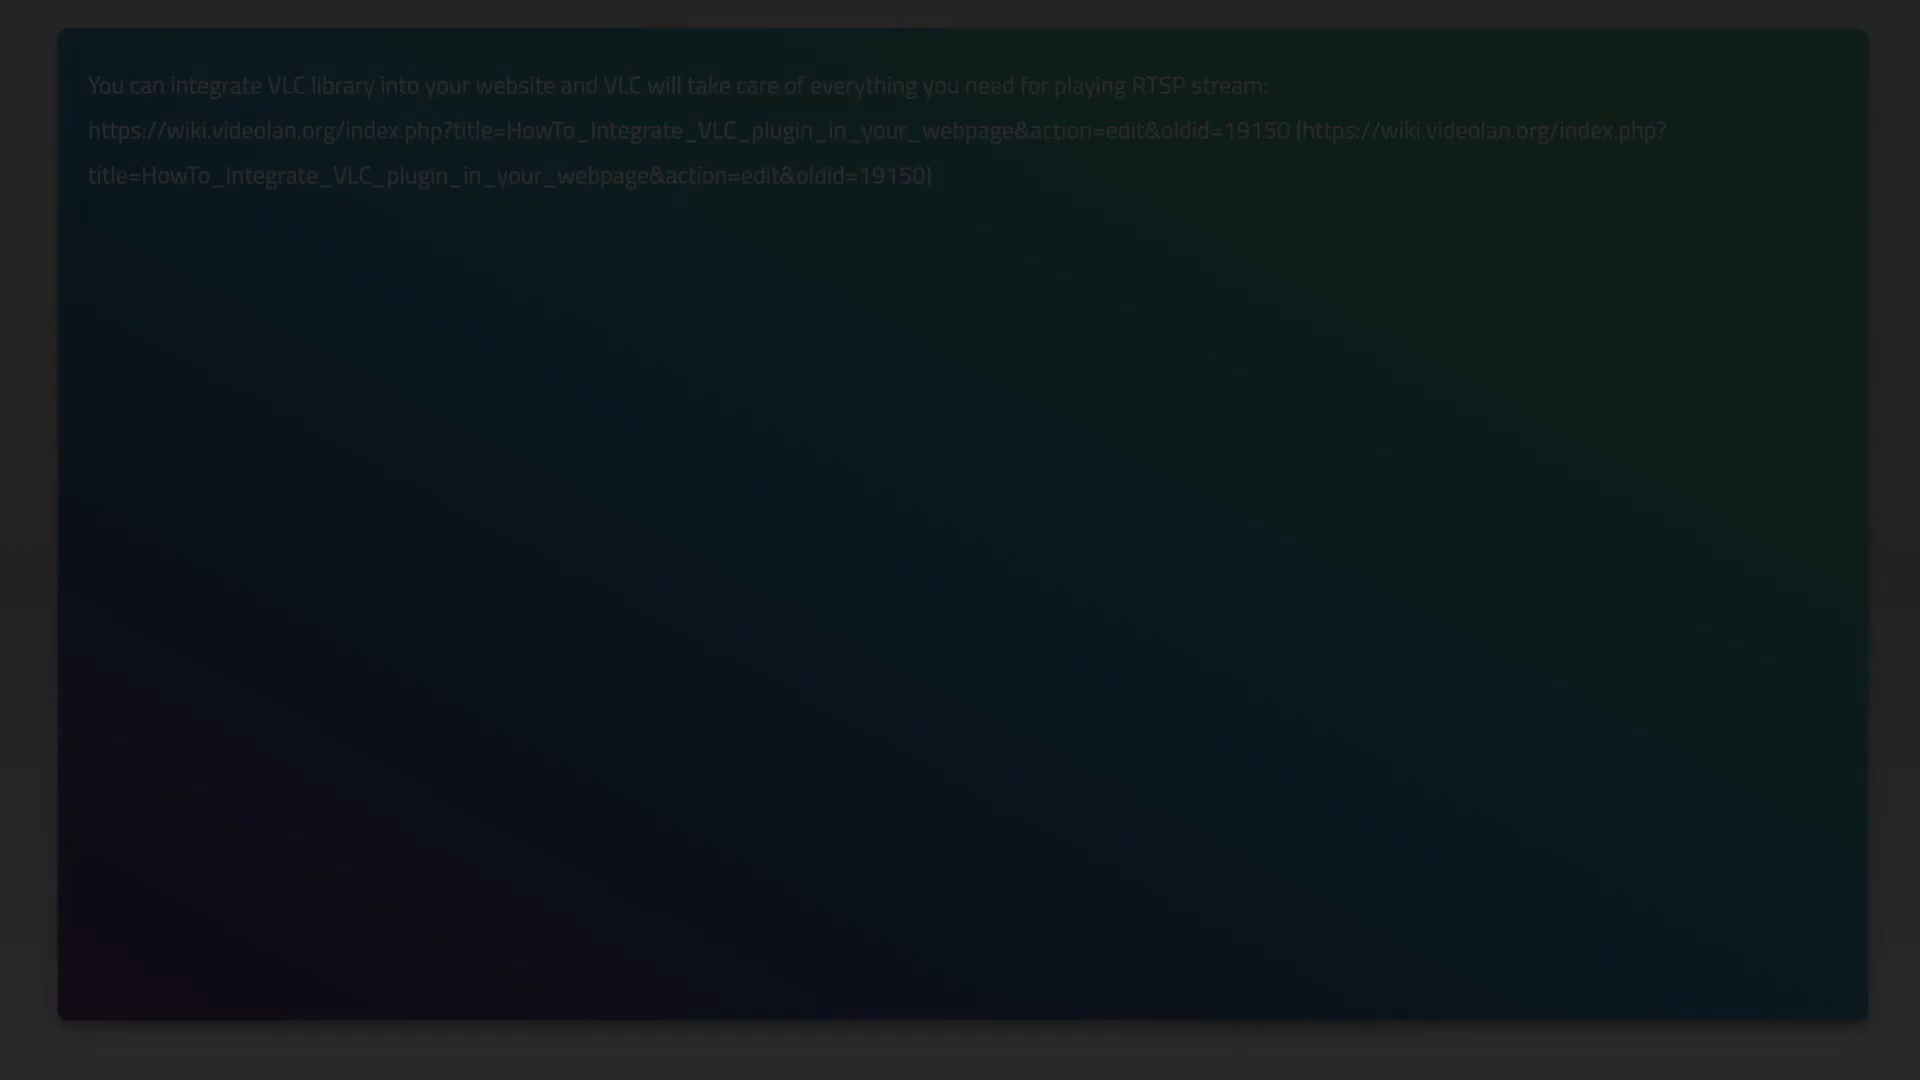 You can integrate VLC library into your website and VLC will take care of everything you need for playing RTSP stream:
https://wiki.videolan.org/index.php?title=HowTo_Integrate_VLC_plugin_in_your_webpage&action=edit&oldid=19150 (https://wiki.videolan.org/index.php?
title=HowTo_Integrate_VLC_plugin_in_your_webpage&action=edit&oldid=19150)